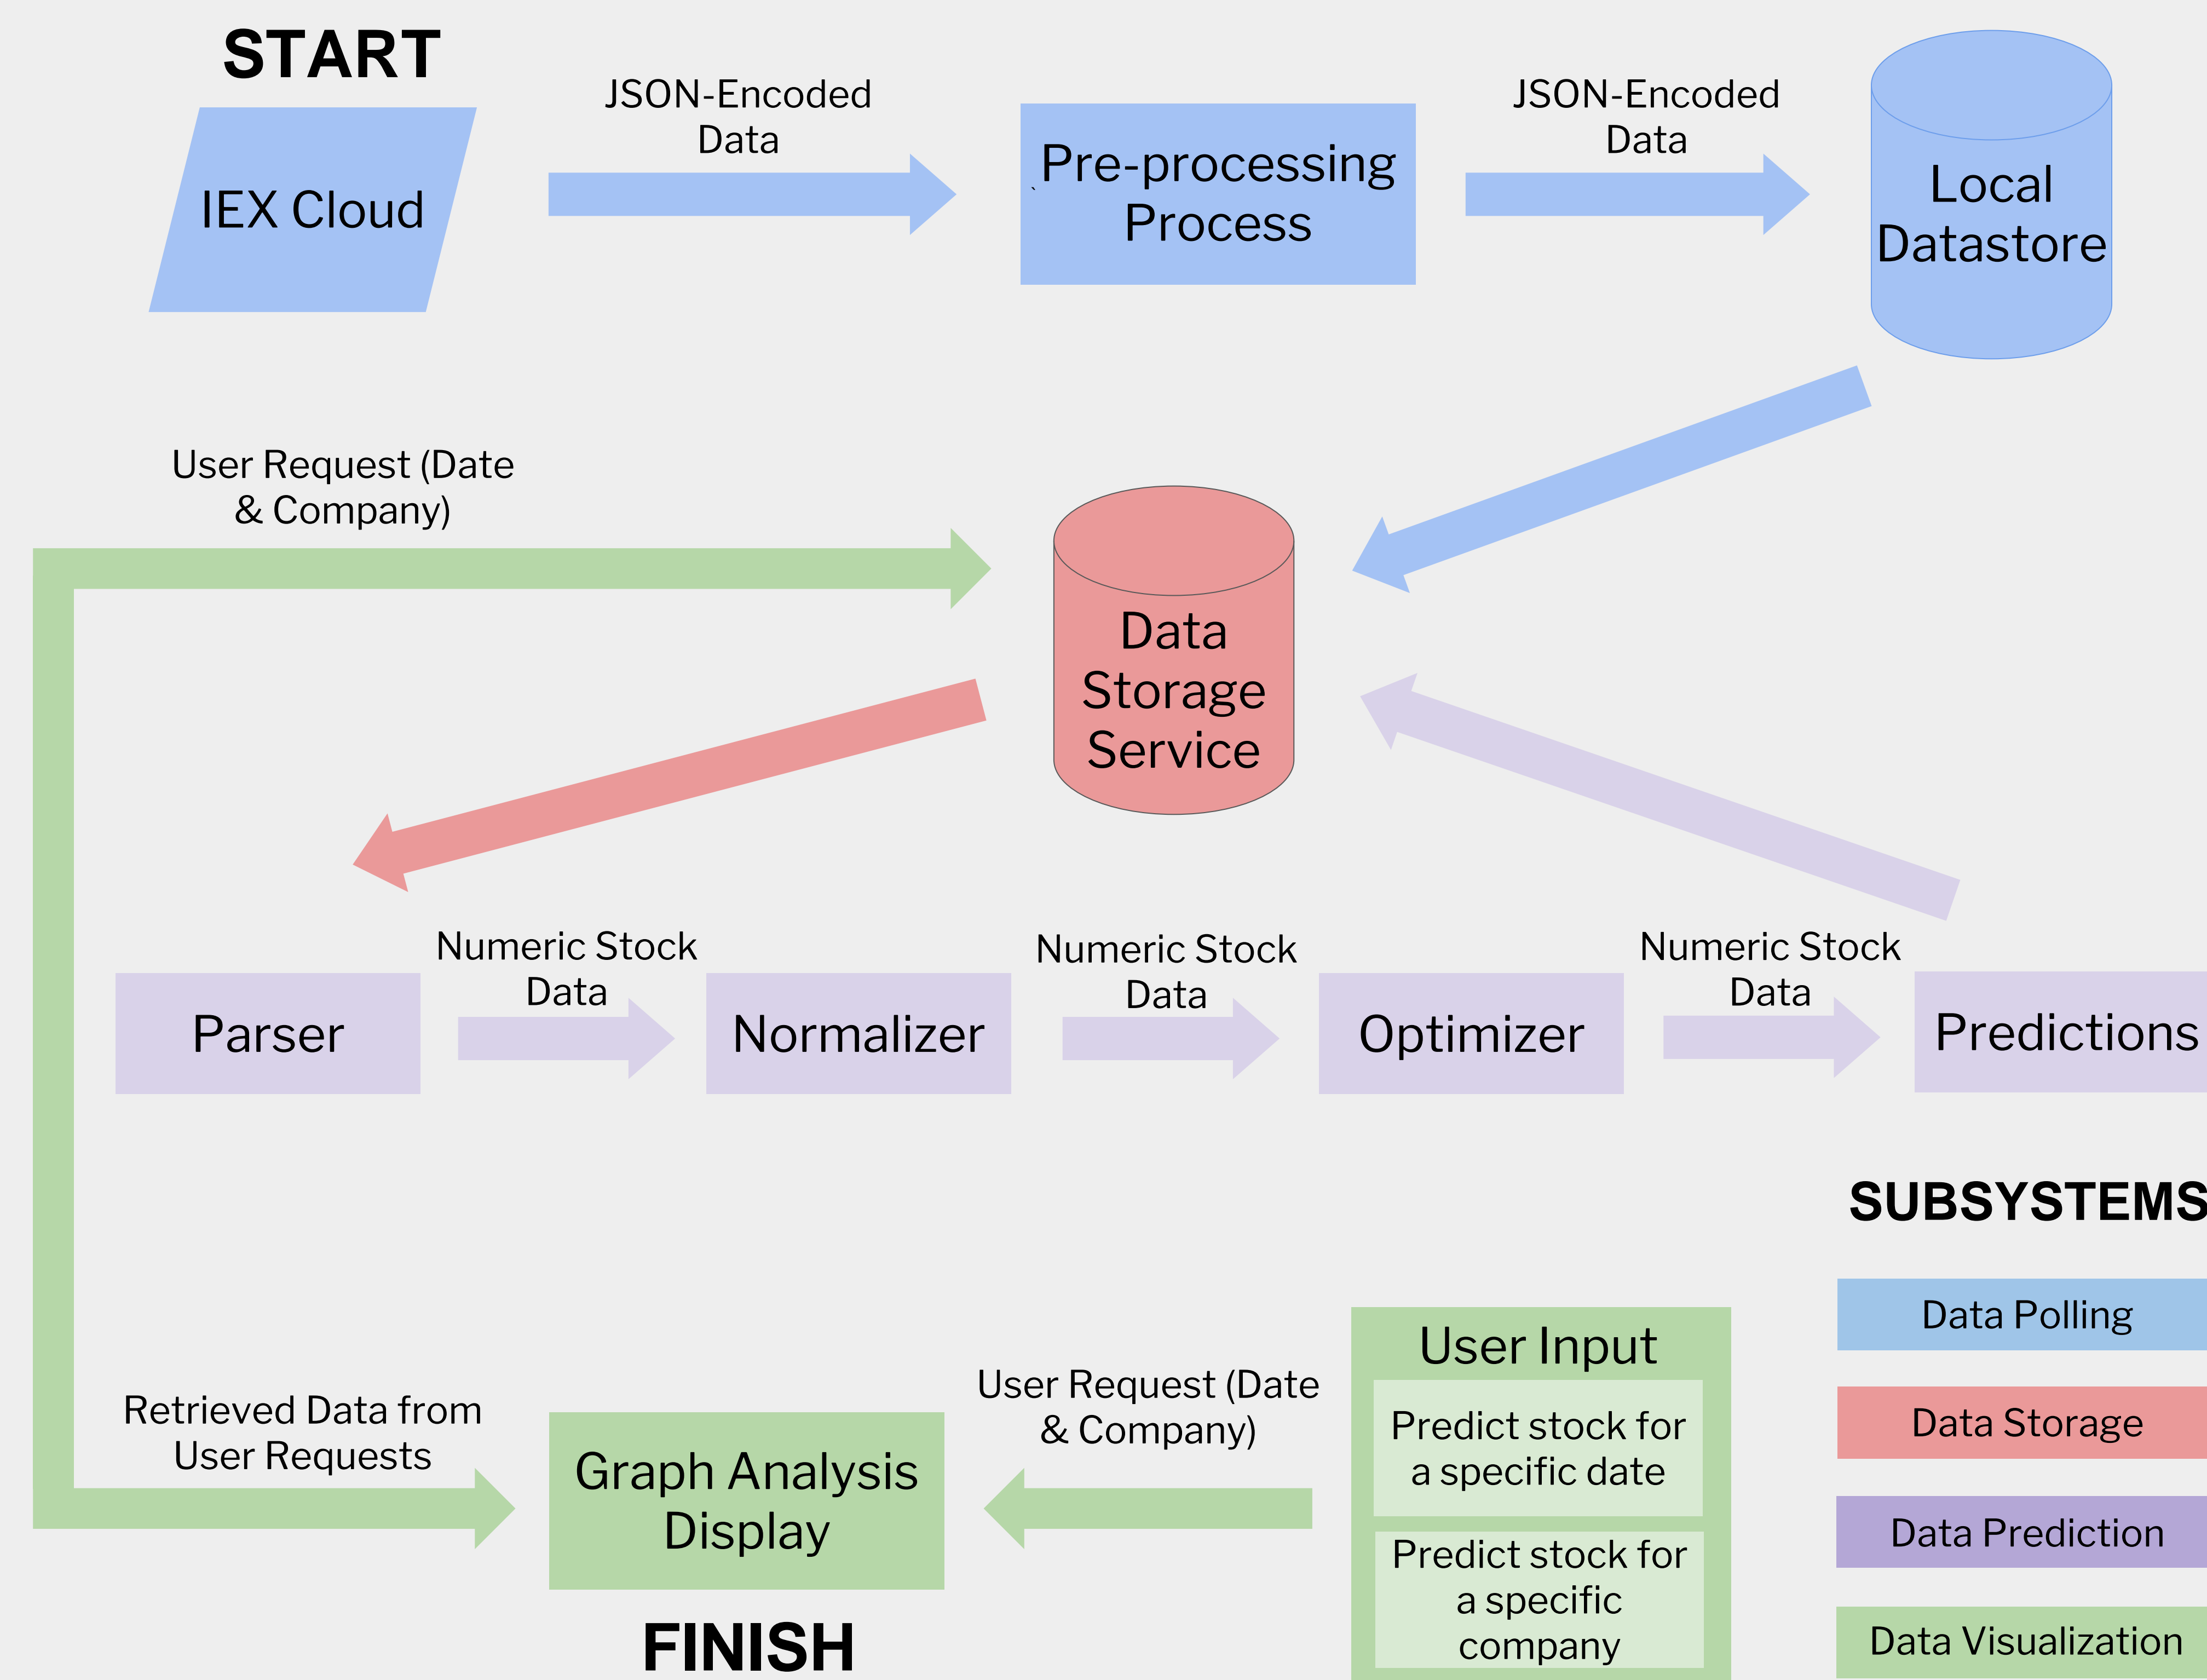 START
JSON-Encoded
Data
JSON-Encoded
Data
IEX Cloud
`Pre-processing
Process
Local
Datastore
User Request (Date
& Company)
Data
Storage
Service
Numeric Stock
Data
Numeric Stock
Data
Numeric Stock
Data
Parser
Normalizer
Optimizer
Predictions
SUBSYSTEMS
Data Polling
Data Storage
Data Prediction
Data Visualization
Retrieved Data from
User Requests
Graph Analysis
Display
User Request (Date
& Company)
User Input
Predict stock for
a specific date
Predict stock for
a specific
company
FINISH